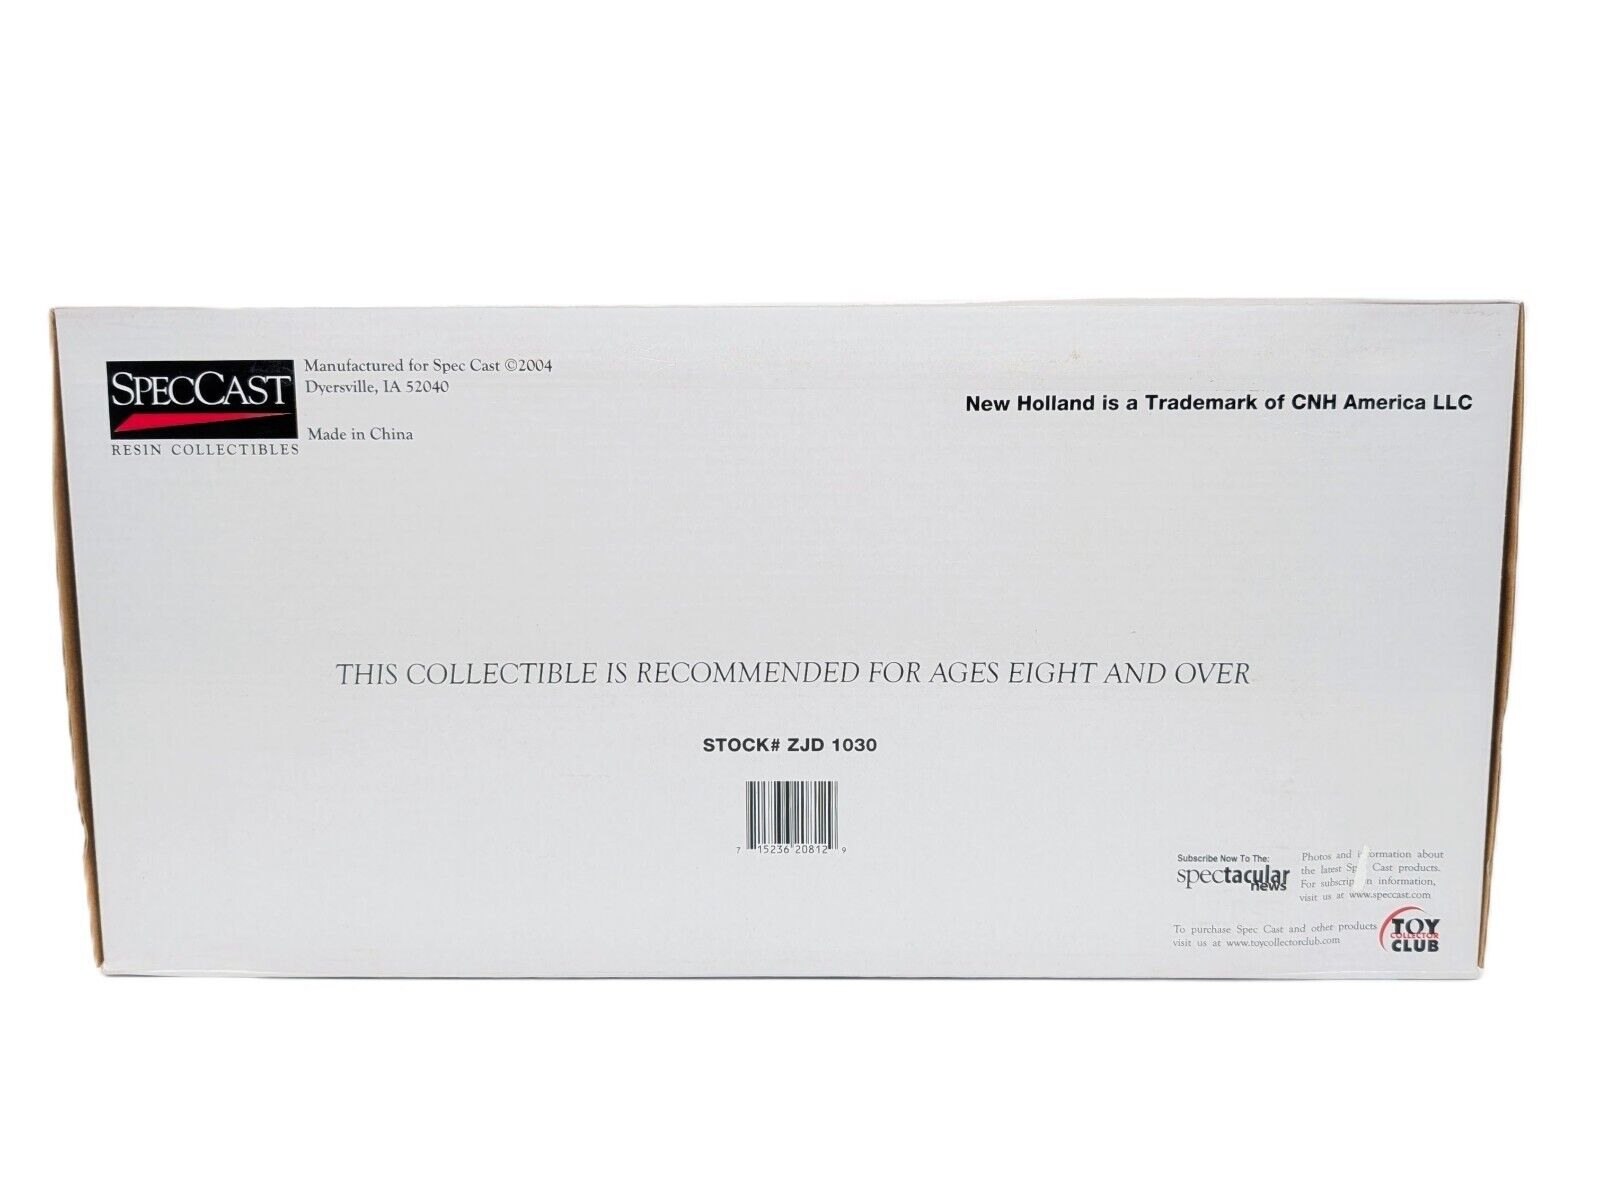 SPECCAST
RESIN COLLECTIBLES
Manufactured for Spec Cast ©2004
Dyersville, IA 52040
Made in China
New Holland is a Trademark of CNH America LLC
THIS COLLECTIBLE IS RECOMMENDED FOR AGES EIGHT AND OVER
STOCK# ZJD 1030
7 15236 20812 9
Subscribe Now To The:
spectacular
news
Photos and about
the latest Cast products.
For information,
visit us at www.speccast.com
To purchase Spec Cast and other products
visit us at www.toycollectorclub.com
TOY
COLLECTOR
CLUB